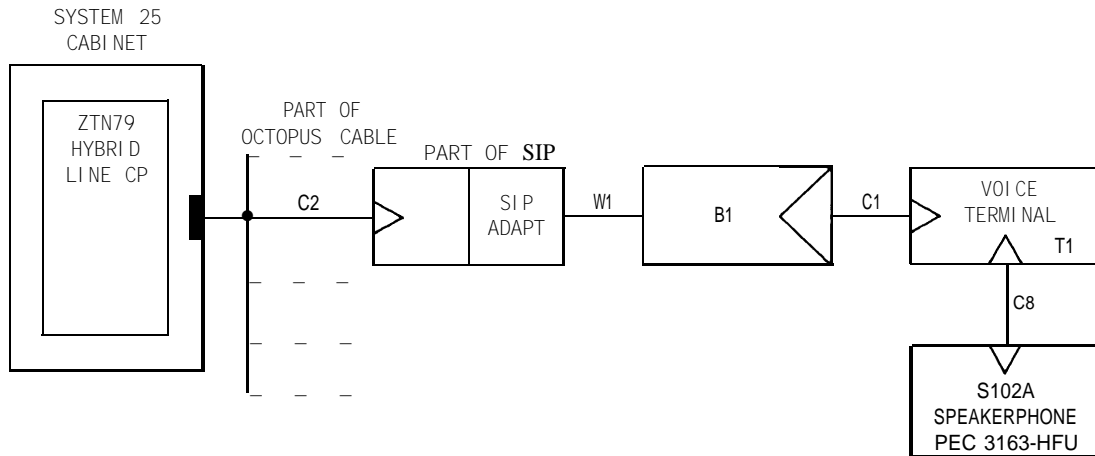 SYSTEM 25
CABINET
ZTN79
HYBRID
LINE CP
PART OF
OCTOPUS CABLE
C2
PART OF SIP
SIP
ADAPT
W1
B1
C1
VOICE
TERMINAL
T1
C8
S102A
SPEAKERPHONE
PEC 3163-HFU